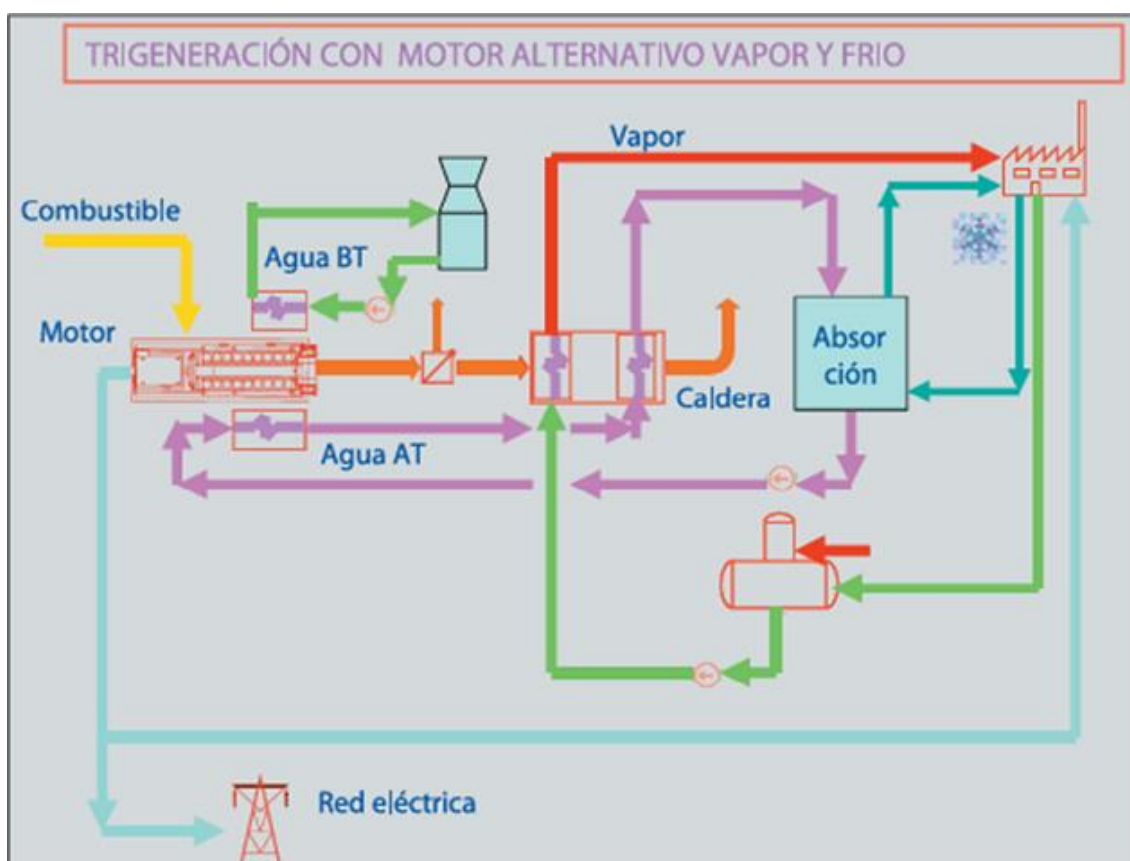 TRIGENERACIÓN CON MOTOR ALTERNATIVO VAPOR Y FRIO
Vapor
Combustible
Agua BT
Motor
Absor
ción
Caldera
Agua AT
Red eléctrica